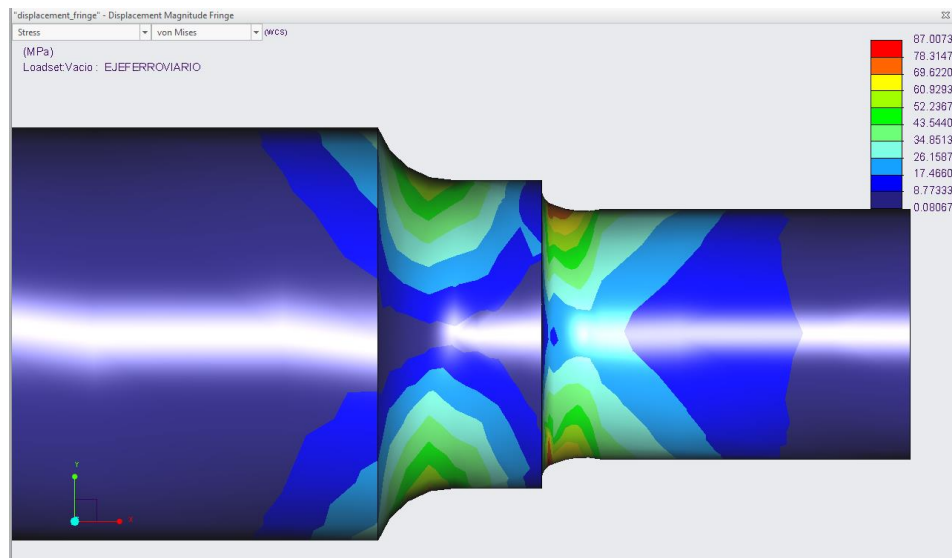 "displacement_fringe" - Displacement Magnitude Fringe
Stress von Mises (WCS)
(MPa)
Loadset:Vacio : EJEFERROVIARIO
87.0073
78.3147
69.6220
60.9293
52.2367
43.5440
34.8513
26.1587
17.4660
8.77333
0.08067
Y
X